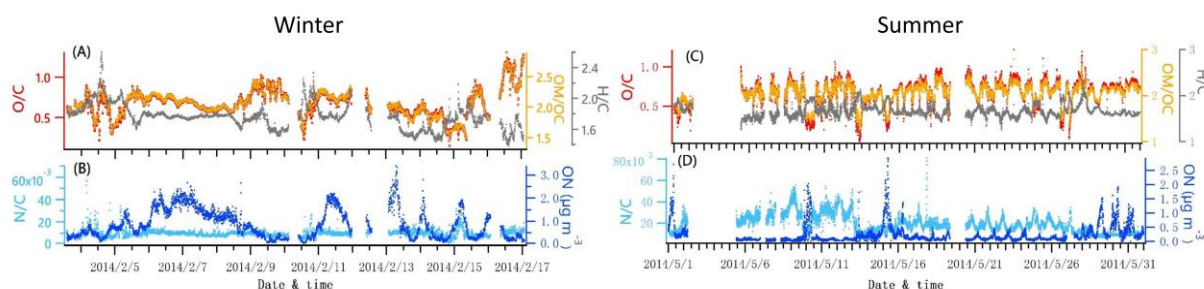 Winter
Summer
(A)
O/C
1.0
0.5
2.5
2.0
1.5
OM/OC
2.4
2.0
1.6
H/C
(B)
N/C
60x10⁻³
40
20
0
3.0
2.0
1.0
0.0
ON (μg m⁻³)
2014/2/5
2014/2/7
2014/2/9
2014/2/11
2014/2/13
2014/2/15
2014/2/17
Date & time
(C)
O/C
1.0
0.5
3
2
1
OM/OC
3
2
1
H/C
(D)
N/C
80x10⁻³
60
40
20
2.5
2.0
1.5
1.0
0.5
0.0
ON (μg m⁻³)
2014/5/1
2014/5/6
2014/5/11
2014/5/16
2014/5/21
2014/5/26
2014/5/31
Date & time